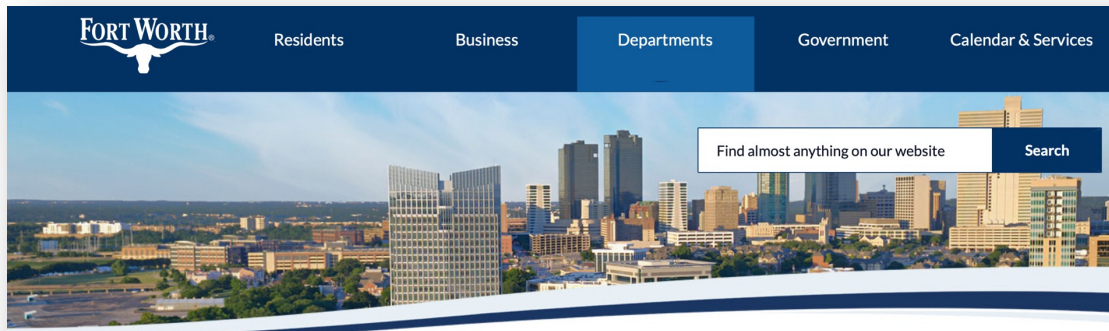 FORT WORTH®
Residents
Business
Departments
Government
Calendar & Services
Find almost anything on our website
Search